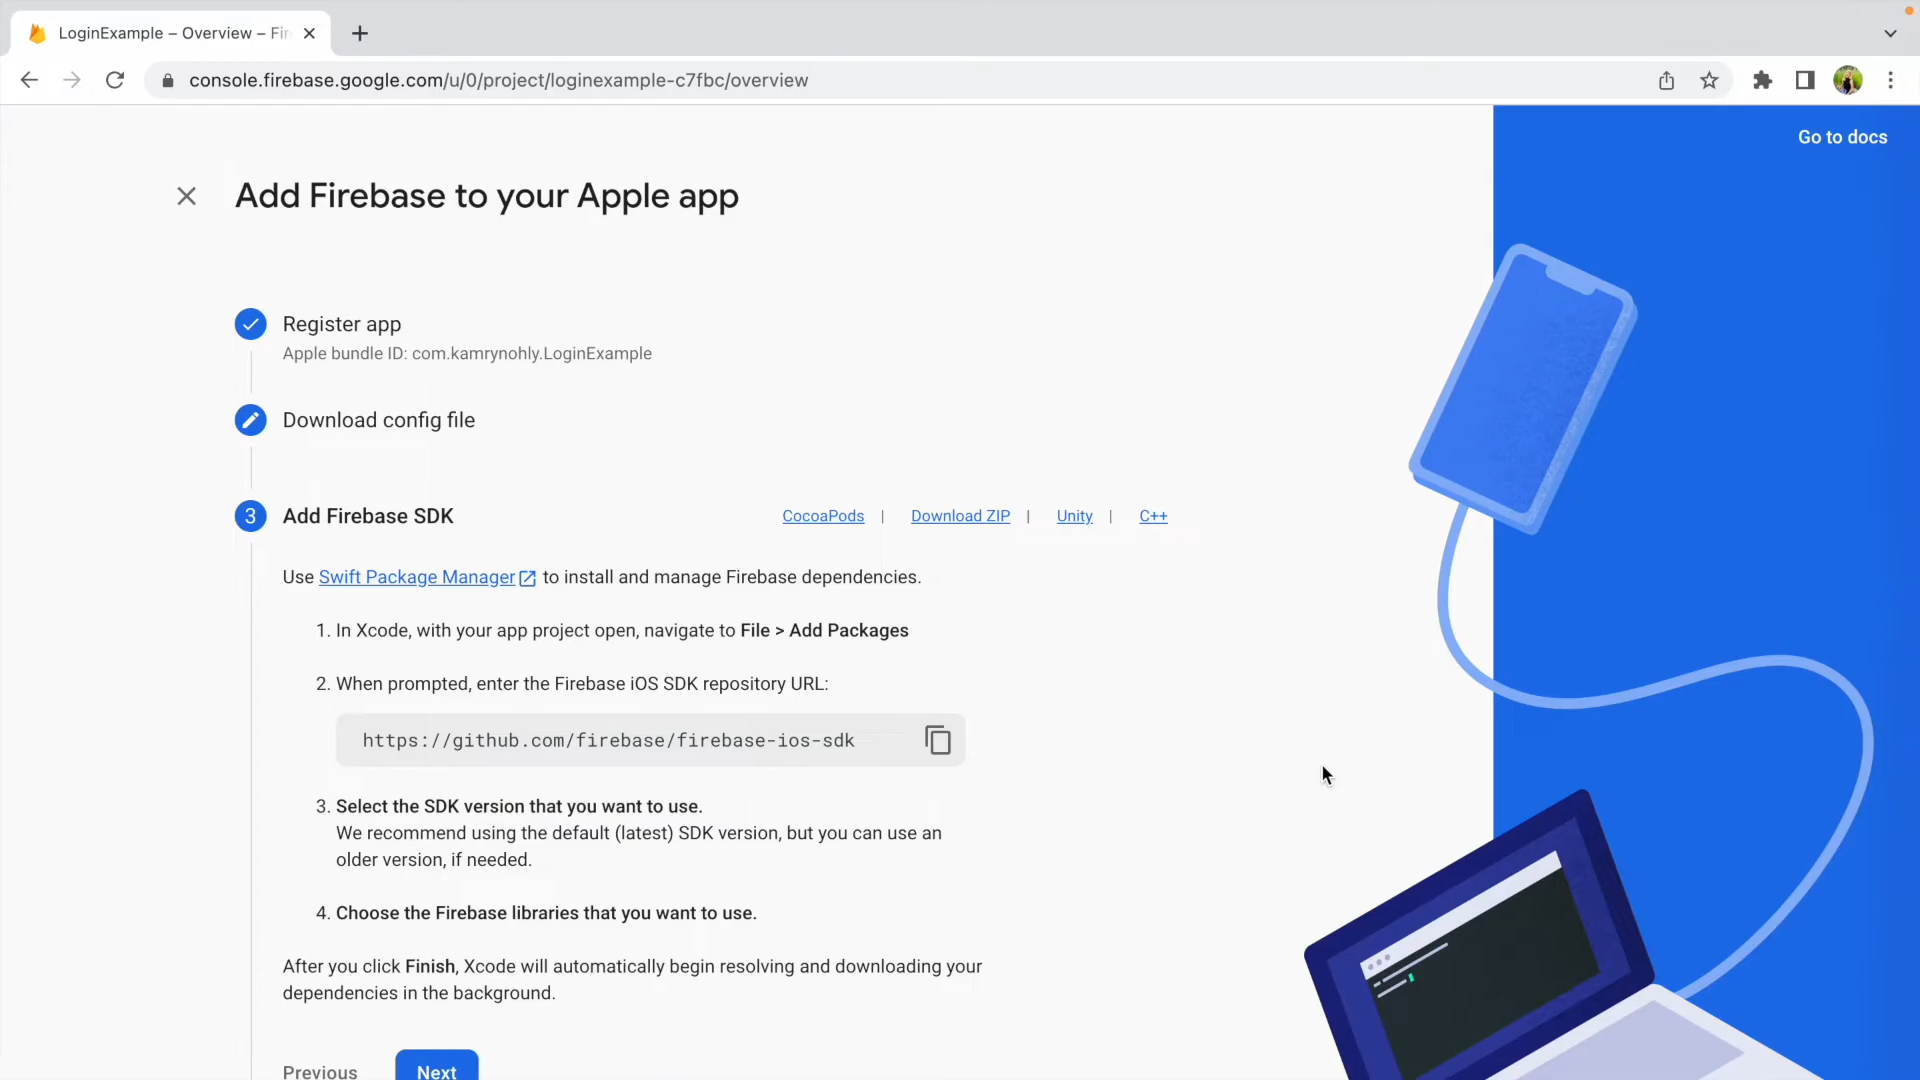 LoginExample – Overview – Fir
console.firebase.google.com/u/0/project/loginexample-c7fbc/overview
Go to docs
Add Firebase to your Apple app
Register app
Apple bundle ID: com.kamrynohly.LoginExample
Download config file
3 Add Firebase SDK CocoaPods | Download ZIP | Unity | C++
Use Swift Package Manager to install and manage Firebase dependencies.
1. In Xcode, with your app project open, navigate to File > Add Packages
2. When prompted, enter the Firebase iOS SDK repository URL:
https://github.com/firebase/firebase-ios-sdk
3. Select the SDK version that you want to use.
We recommend using the default (latest) SDK version, but you can use an
older version, if needed.
4. Choose the Firebase libraries that you want to use.
After you click Finish, Xcode will automatically begin resolving and downloading your
dependencies in the background.
Previous Next